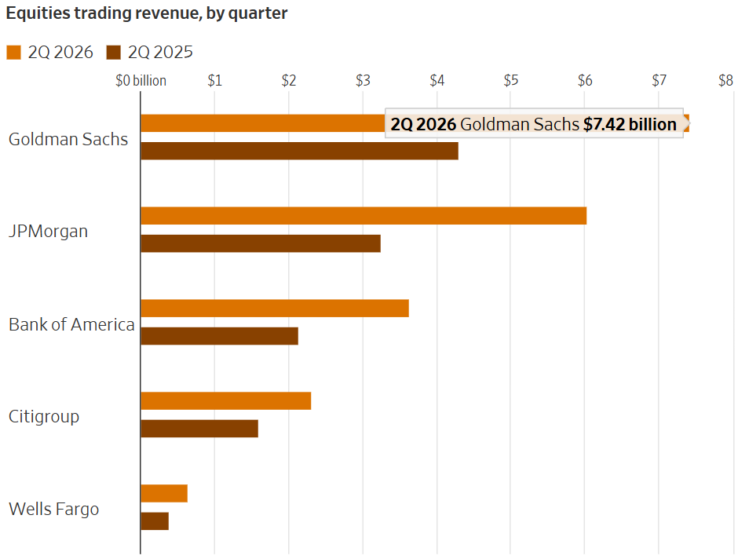 Equities trading revenue, by quarter
2Q 2026 2Q 2025
$0 billion $1 $2 $3 $4 $5 $6 $7 $8
Goldman Sachs
2Q 2026 Goldman Sachs $7.42 billion
JPMorgan
Bank of America
Citigroup
Wells Fargo